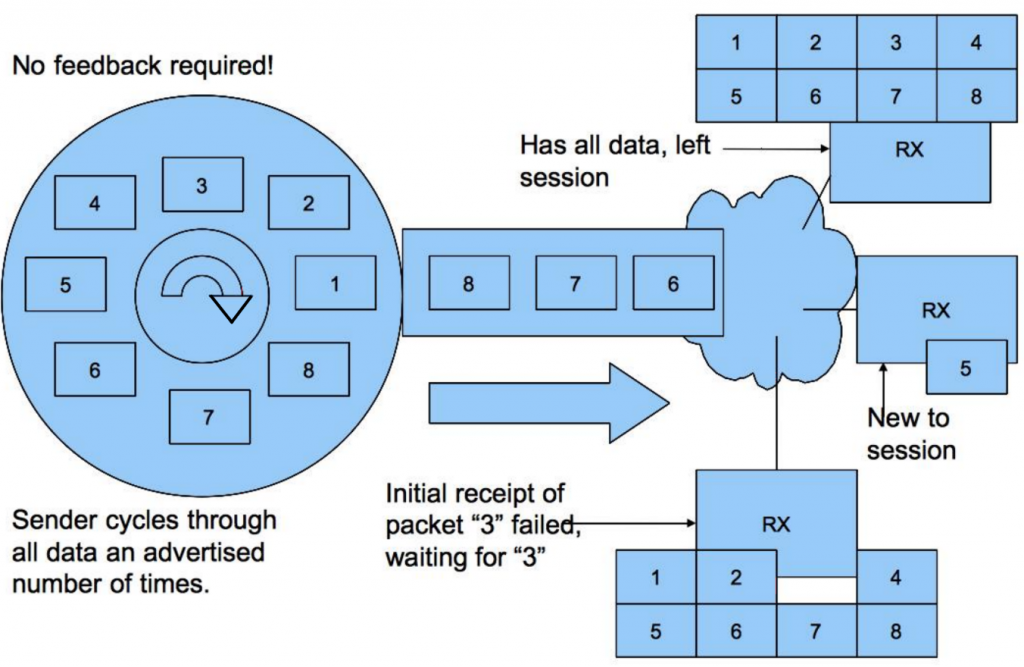 No feedback required!
3
4
2
5
1
6
8
7
Sender cycles through
all data an advertised
number of times.
8 7 6
1 2 3 4
5 6 7 8
RX
Has all data, left
session
RX
5
New to
session
Initial receipt of
packet “3” failed,
waiting for “3”
RX
1 2 4
5 6 7 8